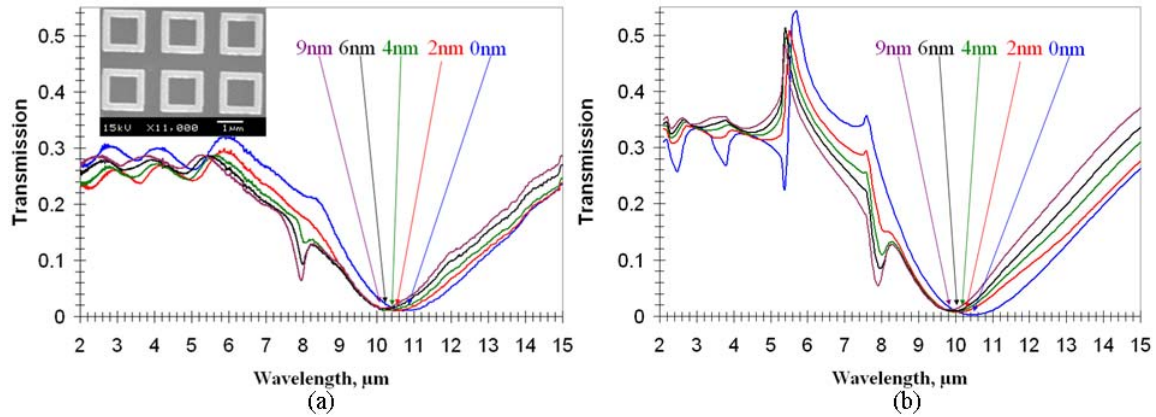 0.5
0.4
0.3
0.2
0.1
0
Transmission
15kV X11,000 1µm
9nm 6nm 4nm 2nm 0nm
2 3 4 5 6 7 8 9 10 11 12 13 14 15
Wavelength, µm
(a)
0.5
0.4
0.3
0.2
0.1
0
Transmission
9nm 6nm 4nm 2nm 0nm
2 3 4 5 6 7 8 9 10 11 12 13 14 15
Wavelength, µm
(b)